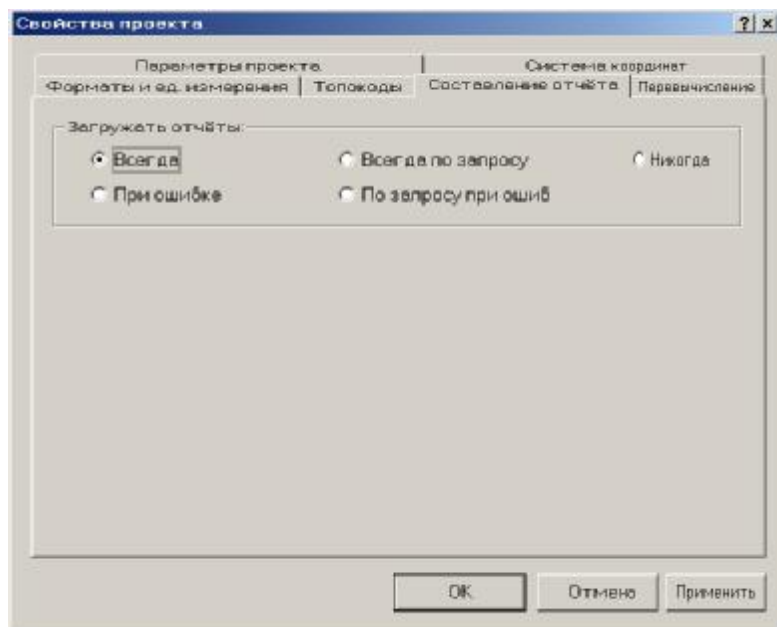 Свойства проекта
Параметры проекта
Система координат
Форматы и ед. измерения
Топокоды
Составление отчёта
Перевычисление
Загружать отчёты:
Всегда
Всегда по запросу
Никогда
При ошибке
По запросу при ошиб
OK
Отмена
Применить